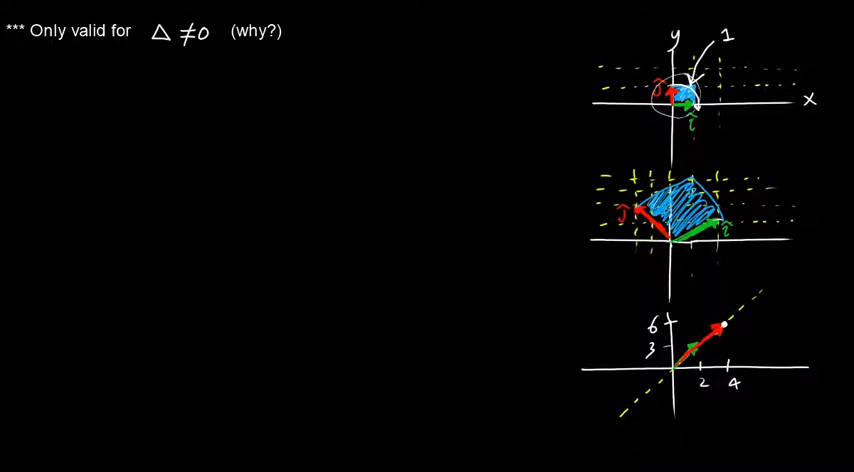 *** Only valid for △ ≠0 (why?)
y
1
ĵ
x
î
ĵ
î
6
3
2 4